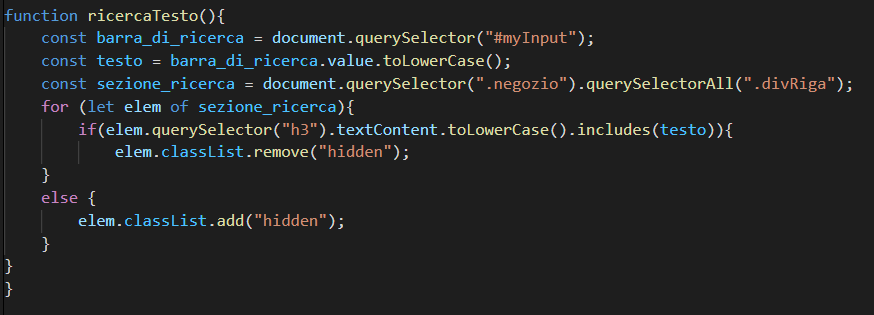 function ricercaTesto(){
    const barra_di_ricerca = document.querySelector("#myInput");
    const testo = barra_di_ricerca.value.toLowerCase();
    const sezione_ricerca = document.querySelector(".negozio").querySelectorAll(".divRiga");
    for (let elem of sezione_ricerca){
        if(elem.querySelector("h3").textContent.toLowerCase().includes(testo)){
            elem.classList.remove("hidden");
    }
    else {
        elem.classList.add("hidden");
    }
}
}